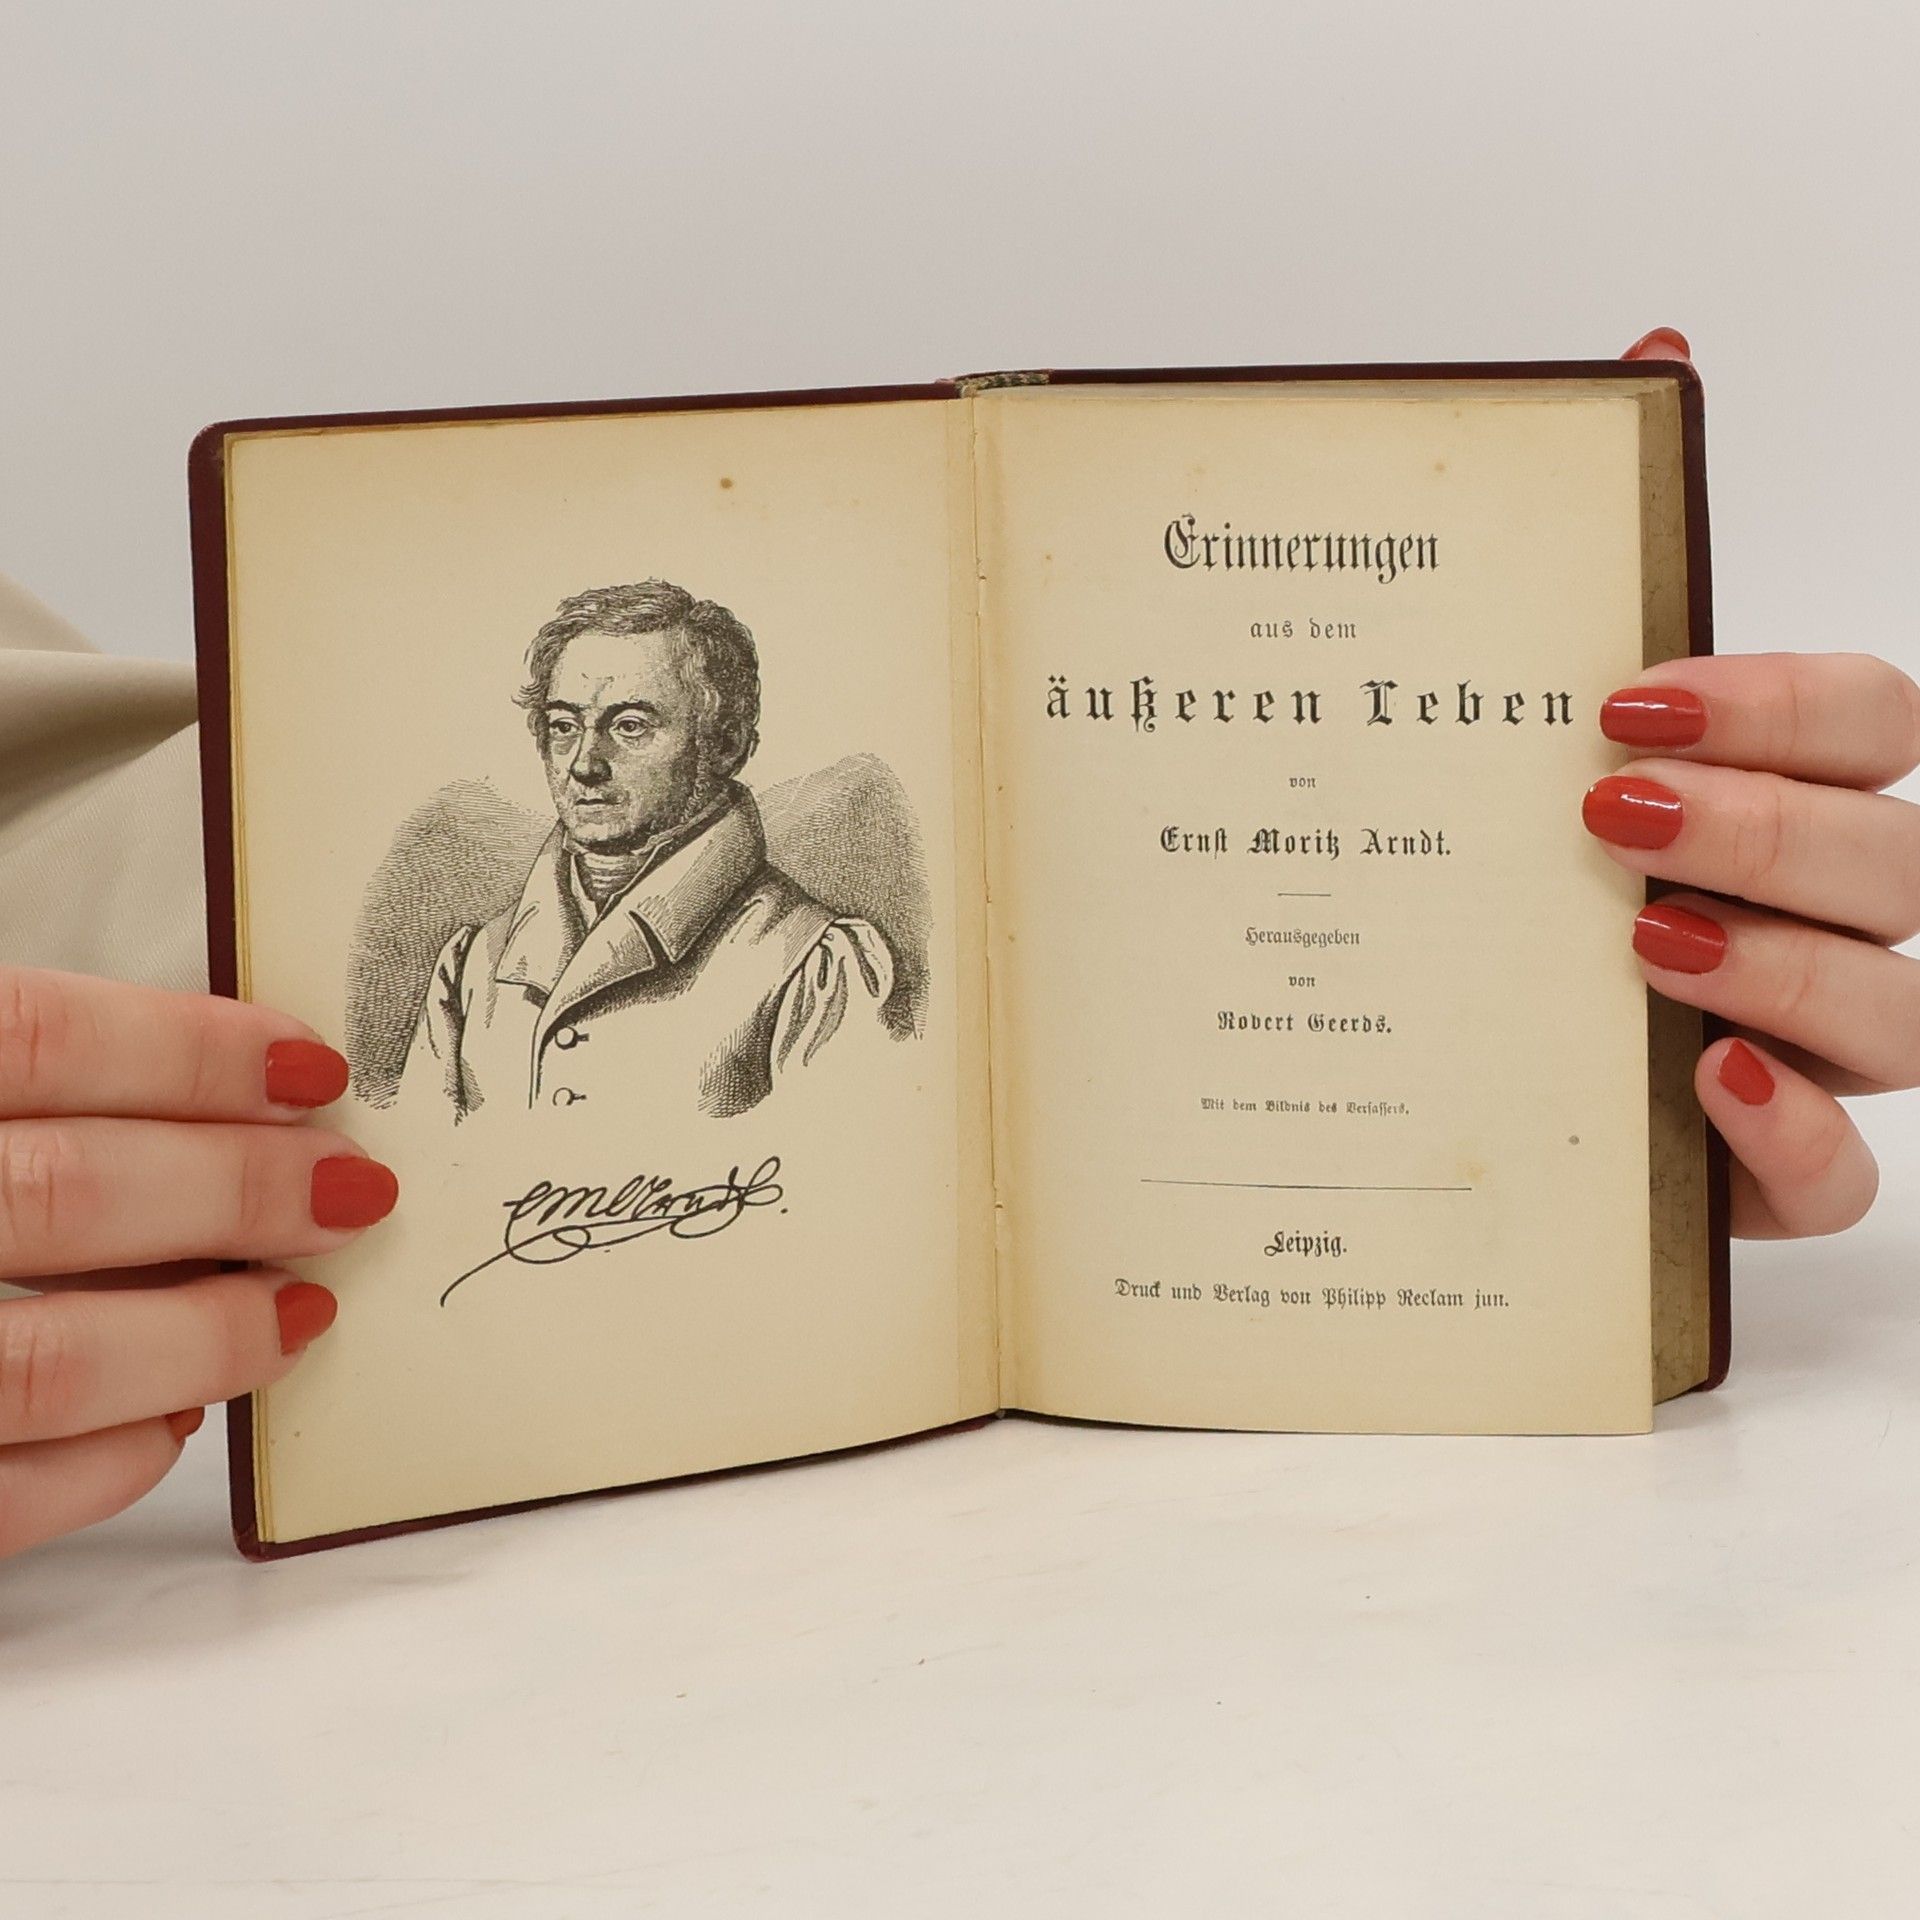 EMArndt.
Erinnerungen
aus dem
äußeren Leben
von
Ernst Moritz Arndt.
Herausgegeben
von
Robert Geerds.
Mit dem Bildnis des Verfassers.
Leipzig.
Druck und Verlag von Philipp Reclam jun.